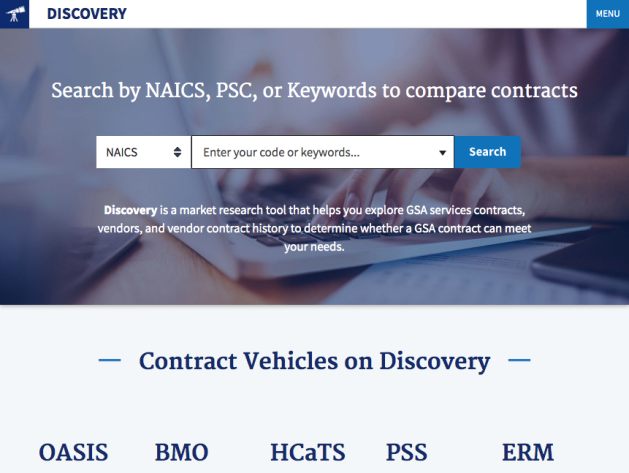 DISCOVERY
MENU
Search by NAICS, PSC, or Keywords to compare contracts
NAICS
Enter your code or keywords...
Search
Discovery is a market research tool that helps you explore GSA services contracts,
vendors, and vendor contract history to determine whether a GSA contract can meet
your needs.
Contract Vehicles on Discovery
OASIS
BMO
HCaTS
PSS
ERM